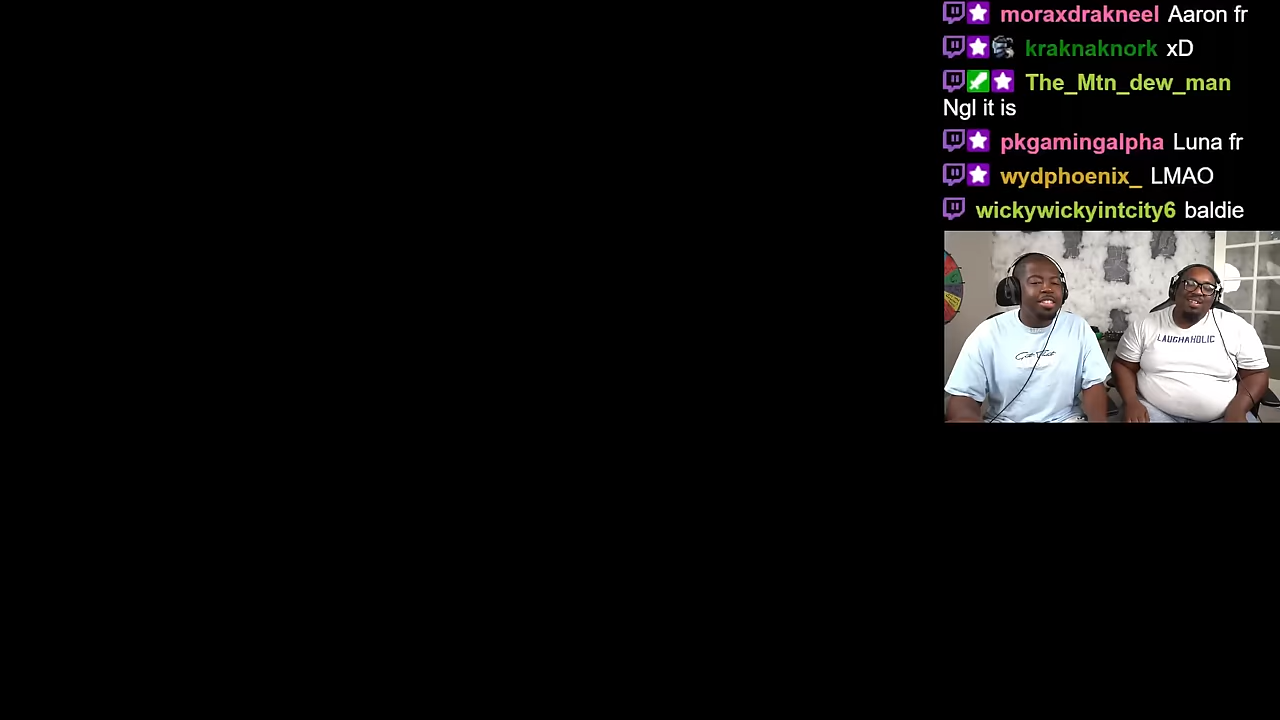 moraxdrakneel Aaron fr
kraknaknork xD
The_Mtn_dew_man
Ngl it is
pkgamingalpha Luna fr
wydphoenix_ LMAO
wickywickyintcity6 baldie
LAUGHAHOLIC